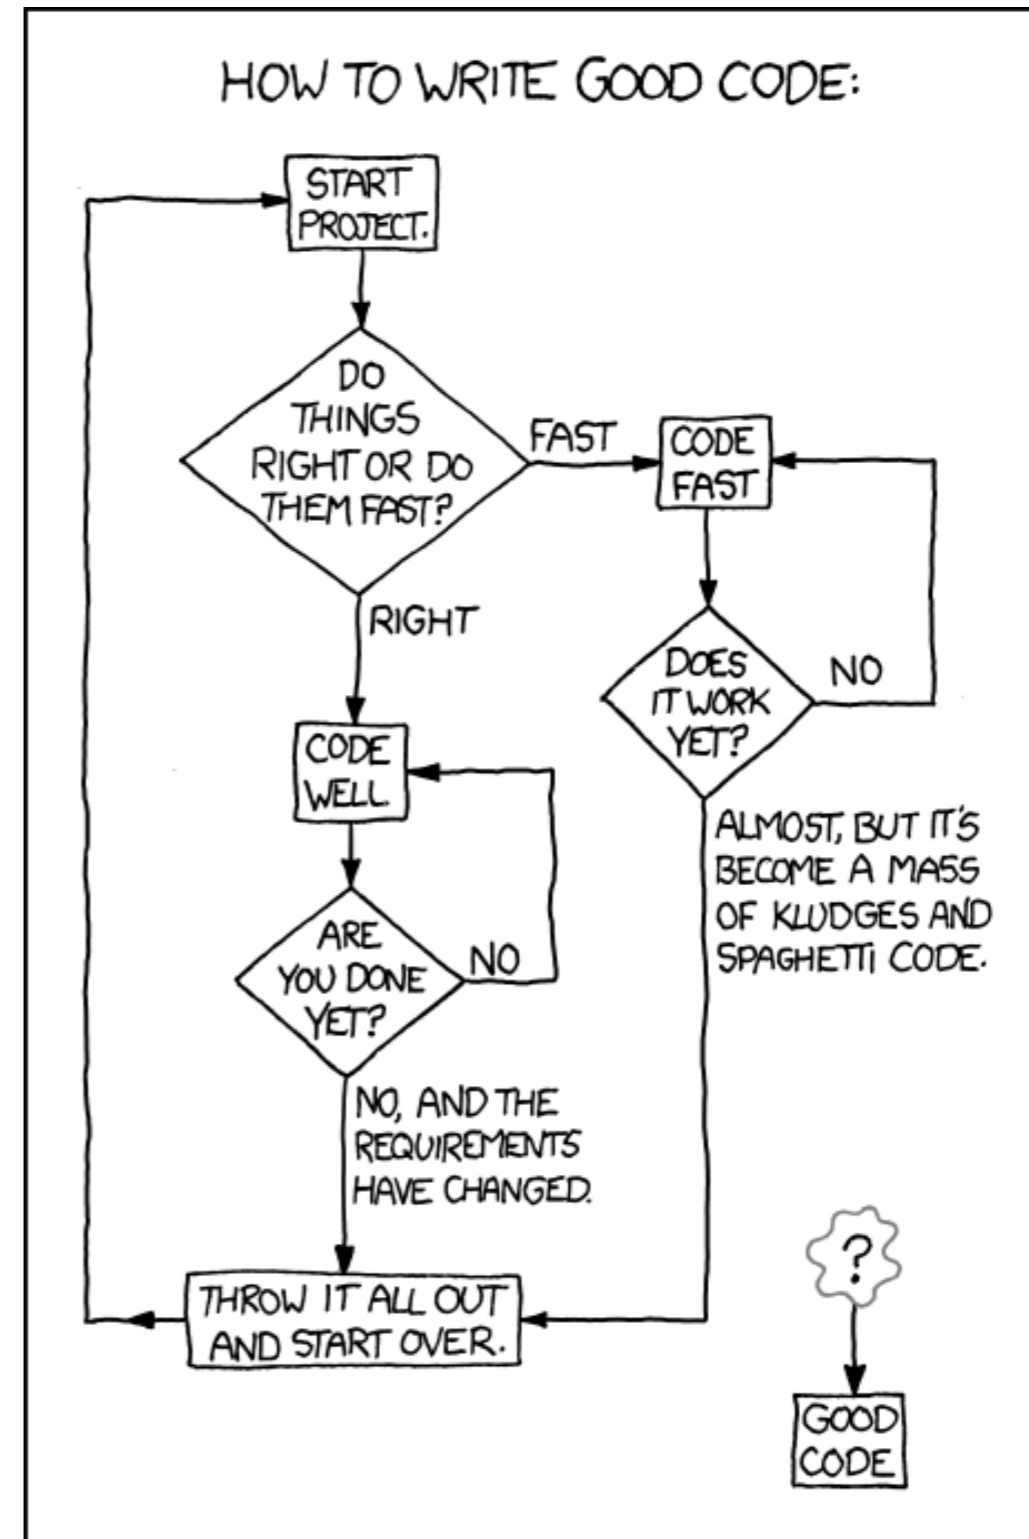 HOW TO WRITE GOOD CODE:
START
PROJECT.
DO
THINGS
RIGHT OR DO
THEM FAST?
FAST
CODE
FAST
RIGHT
DOES
IT WORK
YET?
NO
CODE
WELL.
ALMOST, BUT IT'S
BECOME A MASS
OF KLUDGES AND
SPAGHETTI CODE.
ARE
YOU DONE
YET?
NO
NO, AND THE
REQUIREMENTS
HAVE CHANGED.
THROW IT ALL OUT
AND START OVER.
?
GOOD
CODE